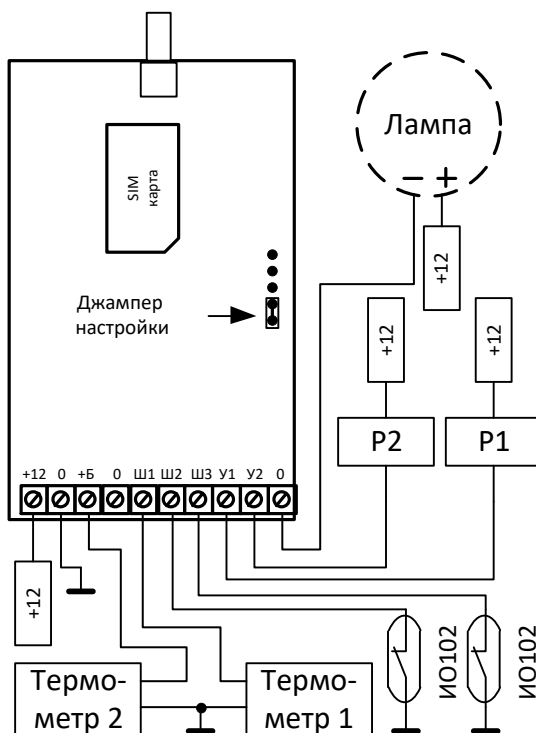 SIM
карта
Лампа
− +
+12
Джампер
настройки
+12
+12
P2
P1
+12 0 +Б 0 Ш1 Ш2 Ш3 У1 У2 0
+12
ИО102
ИО102
Термо-
метр 2
Термо-
метр 1